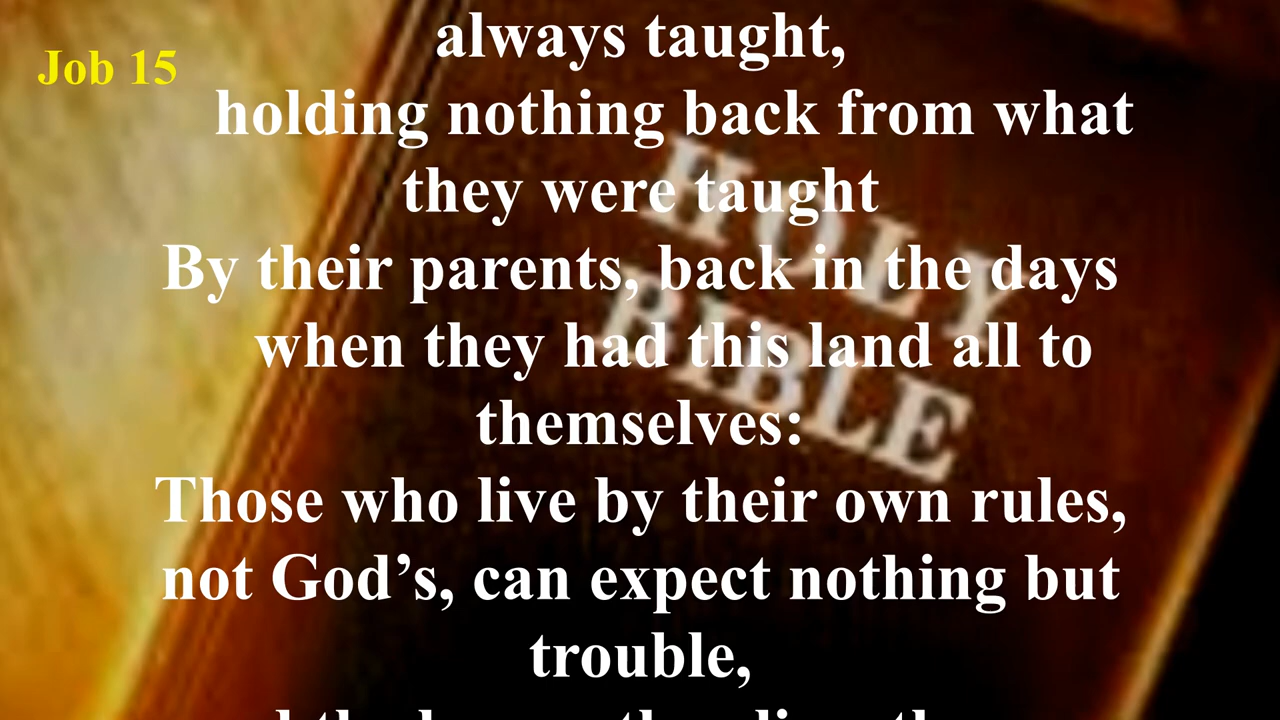 Job 15
always taught,
holding nothing back from what
they were taught
By their parents, back in the days
when they had this land all to
themselves:
Those who live by their own rules,
not God’s, can expect nothing but
trouble,
HOLY
BIBLE